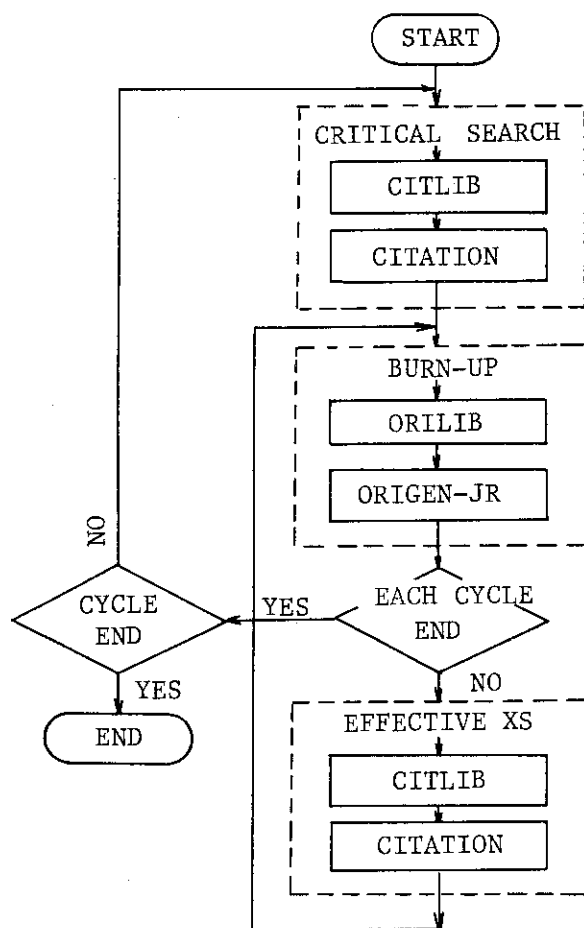 START
CRITICAL SEARCH
CITLIB
CITATION
BURN-UP
ORILIB
ORIGEN-JR
EACH CYCLE
END
YES
NO
CYCLE
END
NO
YES
END
EFFECTIVE XS
CITLIB
CITATION